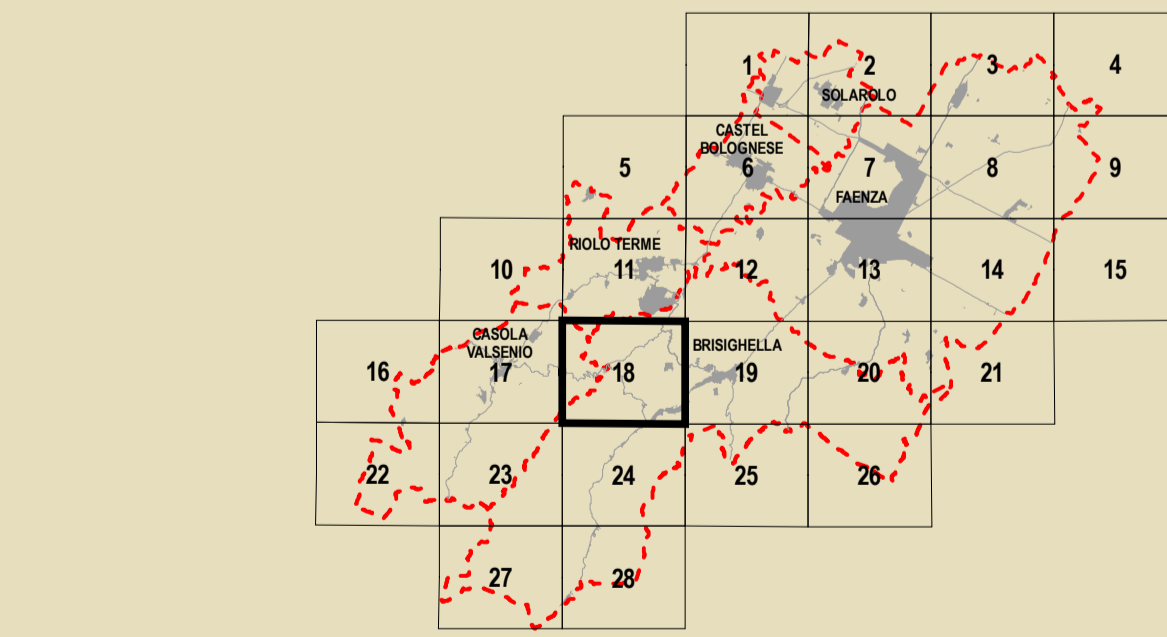 1 2 3 4
SOLAROLO
CASTEL
BOLOGNESE
5 6 7 8 9
FAENZA
RIOLO TERME
10 11 12 13 14 15
CASOLA
VALSENIO
BRISIGHELLA
16 17 18 19 20 21
22 23 24 25 26
27 28